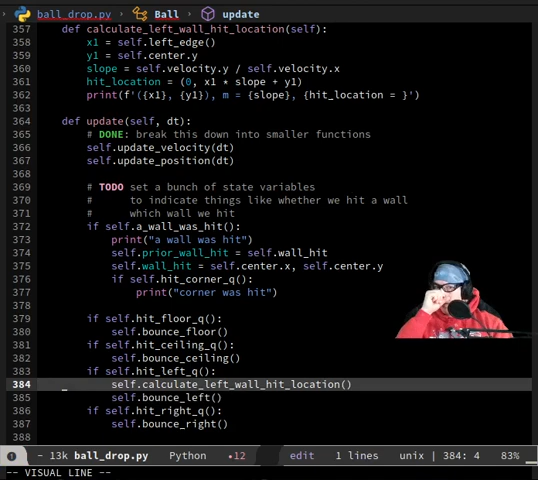 ball_drop.py › Ball › update
357 def calculate_left_wall_hit_location(self):
358 x1 = self.left_edge()
359 y1 = self.center.y
360 slope = self.velocity.y / self.velocity.x
361 hit_location = (0, x1 * slope + y1)
362 print(f'({x1}, {y1}), m = {slope}, {hit_location = }')
363
364 def update(self, dt):
365 # DONE: break this down into smaller functions
366 self.update_velocity(dt)
367 self.update_position(dt)
368
369 # TODO set a bunch of state variables
370 # to indicate things like whether we hit a wall
371 # which wall we hit
372 if self.a_wall_was_hit():
373 print("a wall was hit")
374 self.prior_wall_hit = self.wall_hit
375 self.wall_hit = self.center.x, self.center.y
376 if self.hit_corner_q():
377 print("corner was hit")
378
379 if self.hit_floor_q():
380 self.bounce_floor()
381 if self.hit_ceiling_q():
382 self.bounce_ceiling()
383 if self.hit_left_q():
384 self.calculate_left_wall_hit_location()
385 self.bounce_left()
386 if self.hit_right_q():
387 self.bounce_right()
388
- 13k ball_drop.py Python •12 edit 1 lines unix | 384: 4 83%
-- VISUAL LINE --